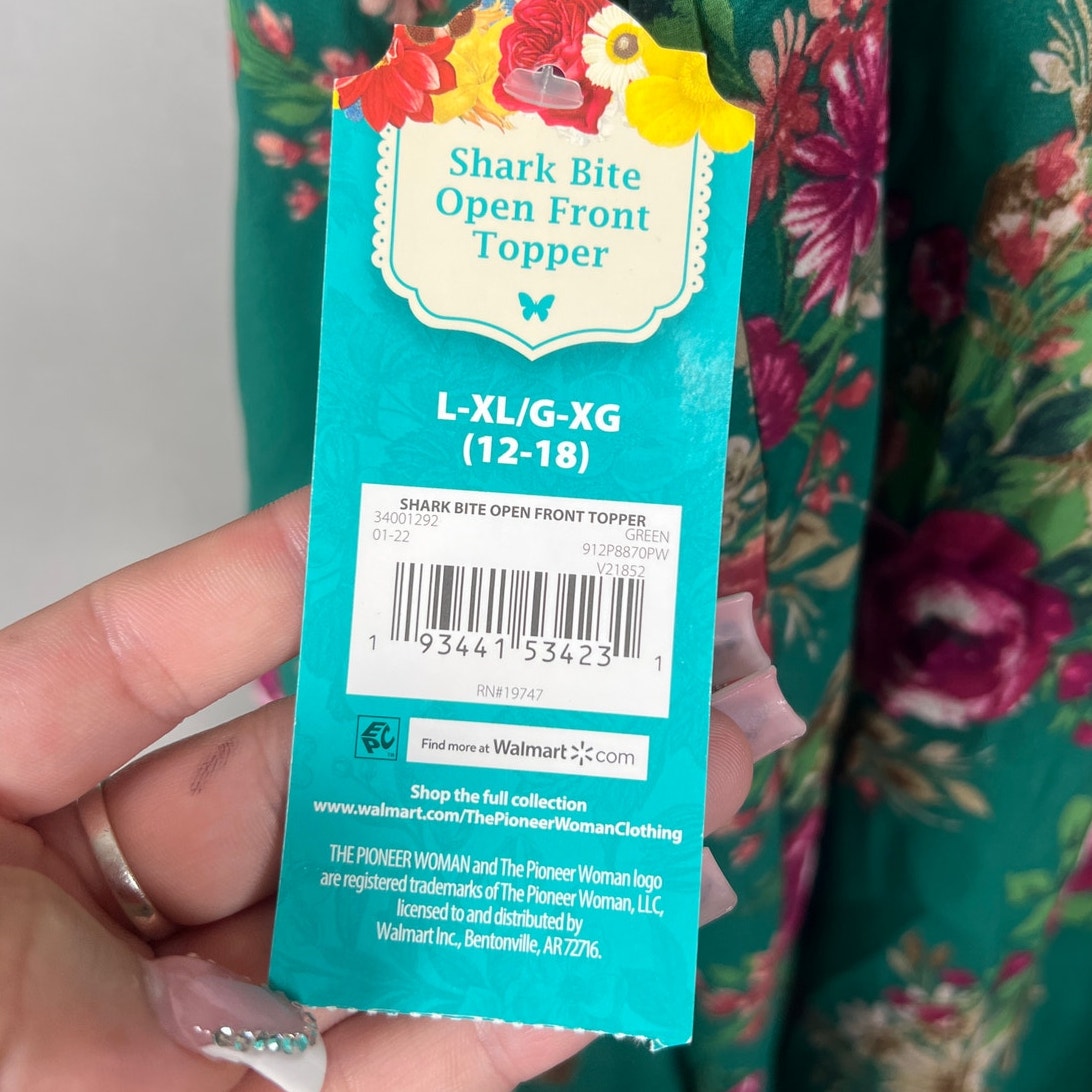 Shark Bite
Open Front
Topper
L-XL/G-XG
(12-18)
SHARK BITE OPEN FRONT TOPPER
34001292 GREEN
01-22 912P8870PW
V21852
1 93441 53423 1
RN#19747
EPC™
Find more at Walmart com
Shop the full collection
www.walmart.com/ThePioneerWomanClothing
THE PIONEER WOMAN and The Pioneer Woman logo
are registered trademarks of The Pioneer Woman, LLC,
licensed to and distributed by
Walmart Inc., Bentonville, AR 72716.